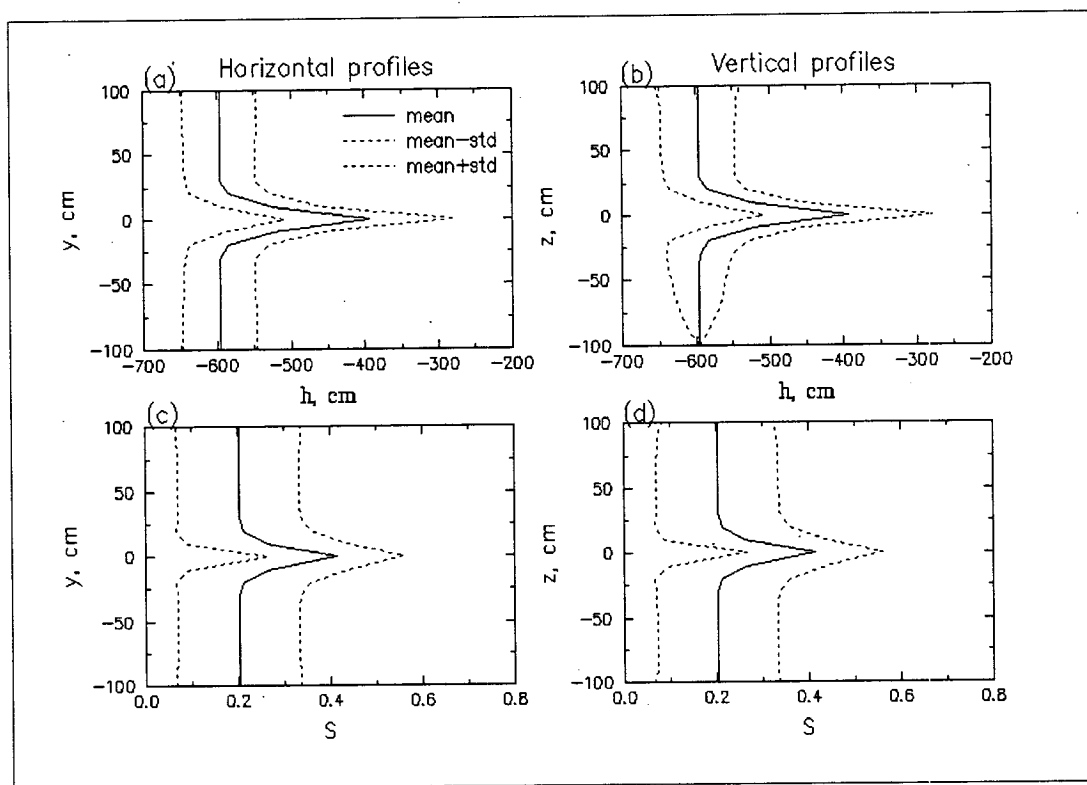 (a) Horizontal profiles
100
50
0
-50
-100
y, cm
mean
mean-std
mean+std
-700 -600 -500 -400 -300 -200
h, cm
(b) Vertical profiles
100
50
0
-50
-100
z, cm
-700 -600 -500 -400 -300 -200
h, cm
(c)
100
50
0
-50
-100
y, cm
0.0 0.2 0.4 0.6 0.8
S
(d)
100
50
0
-50
-100
z, cm
0.0 0.2 0.4 0.6 0.8
S